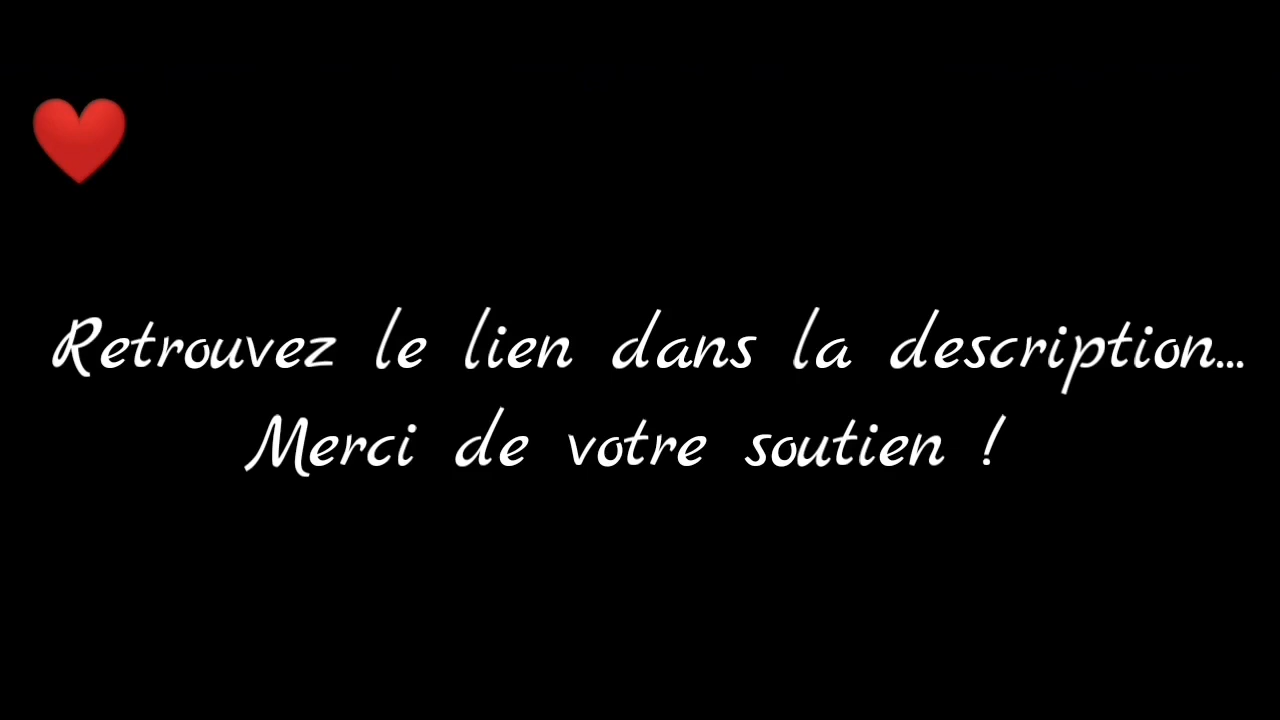 Retrouvez le lien dans la description...
Merci de votre soutien !